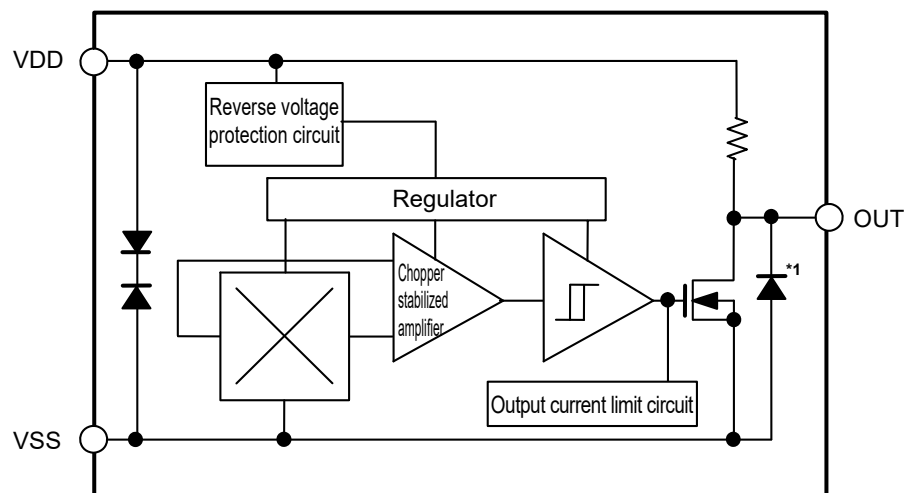 VDD
Reverse voltage
protection circuit
Regulator
OUT
*1
Chopper
stabilized
amplifier
Output current limit circuit
VSS